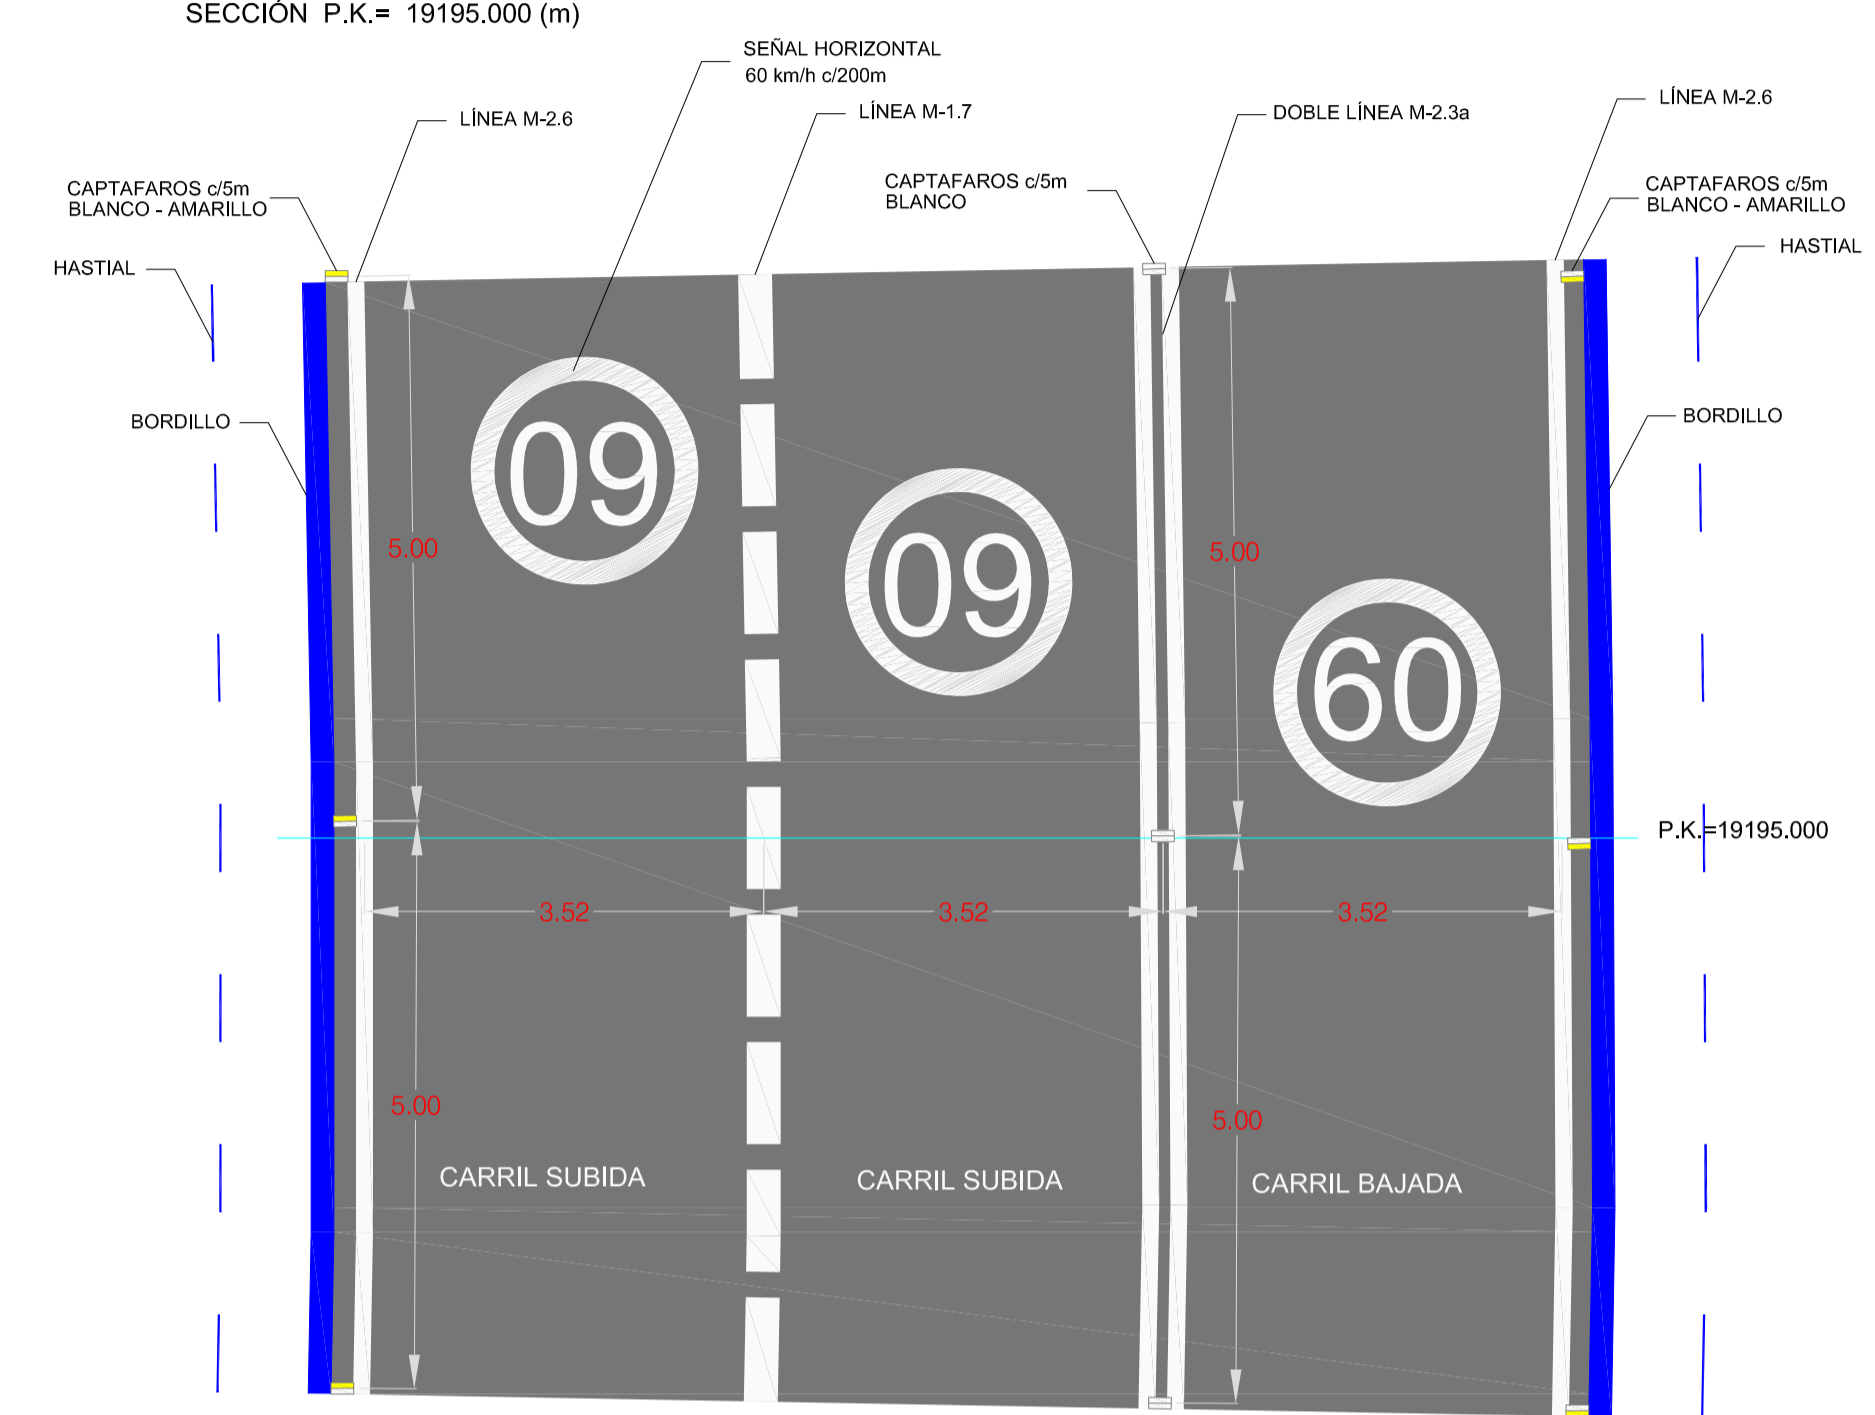 SECCIÓN P.K.= 19195.000 (m)
SEÑAL HORIZONTAL
60 km/h c/200m
LÍNEA M-2.6
LÍNEA M-1.7
DOBLE LÍNEA M-2.3a
LÍNEA M-2.6
CAPTAFAROS c/5m
BLANCO - AMARILLO
CAPTAFAROS c/5m
BLANCO
CAPTAFAROS c/5m
BLANCO - AMARILLO
HASTIAL
HASTIAL
BORDILLO
BORDILLO
60
60
60
5.00
5.00
P.K.=19195.000
3.52
3.52
3.52
5.00
5.00
CARRIL SUBIDA
CARRIL SUBIDA
CARRIL BAJADA